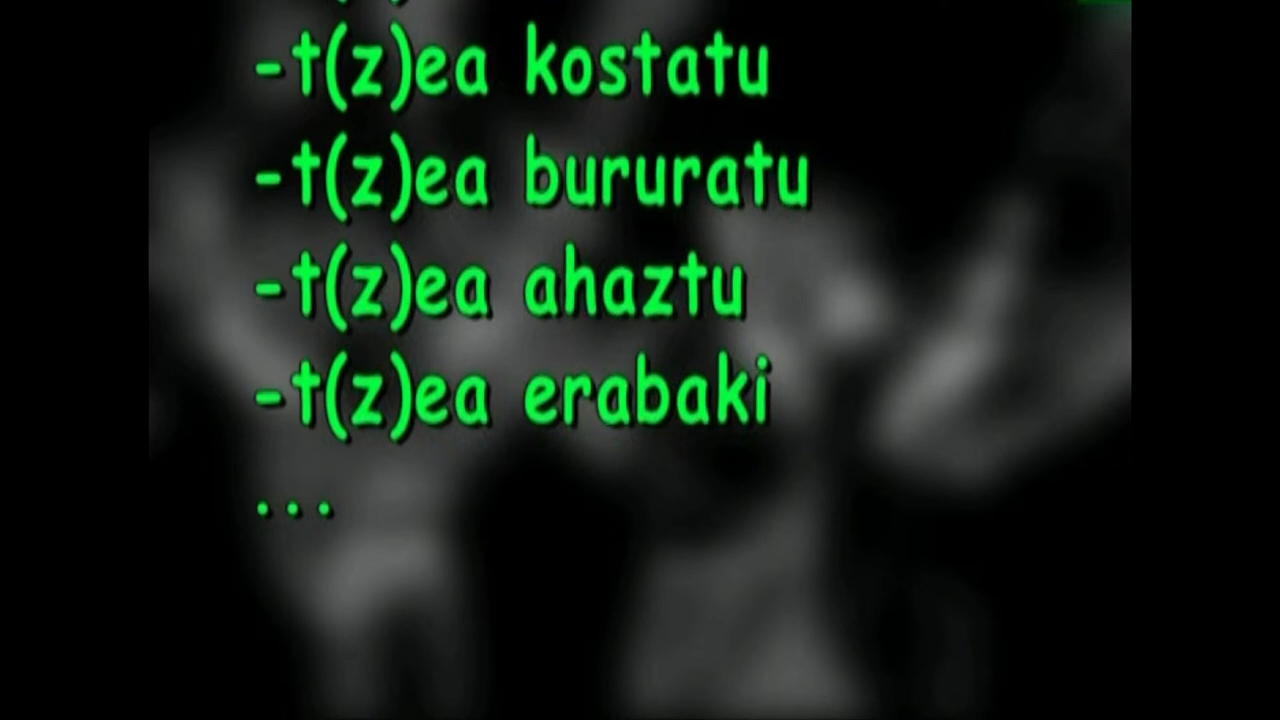 -t(z)ea kostatu
-t(z)ea bururatu
-t(z)ea ahaztu
-t(z)ea erabaki
...